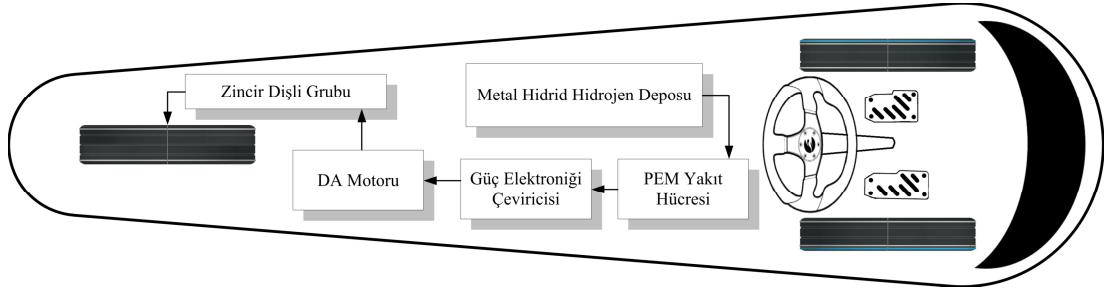 Zincir Dişli Grubu
Metal Hidrid Hidrojen Deposu
DA Motoru
Güç Elektroniği
Çeviricisi
PEM Yakıt
Hücresi